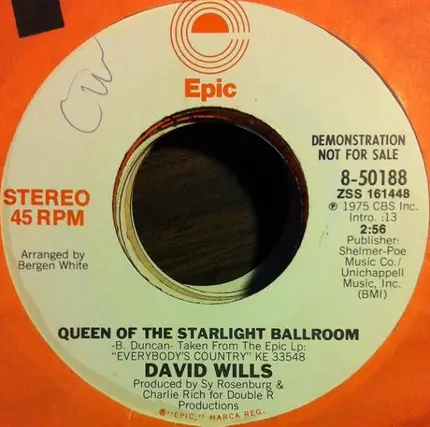 Epic
DEMONSTRATION
NOT FOR SALE
8-50188
ZSS 161448
℗ 1975 CBS Inc.
Intro. :13
2:56
Publisher:
Shelmer-Poe
Music Co./
Unichappell
Music, Inc.
(BMI)
STEREO
45 RPM
Arranged by
Bergen White
QUEEN OF THE STARLIGHT BALLROOM
-B. Duncan- Taken From The Epic Lp:
"EVERYBODY'S COUNTRY" KE 33548
DAVID WILLS
Produced by Sy Rosenburg &
Charlie Rich for Double R
Productions
®"EPIC," MARCA REG.